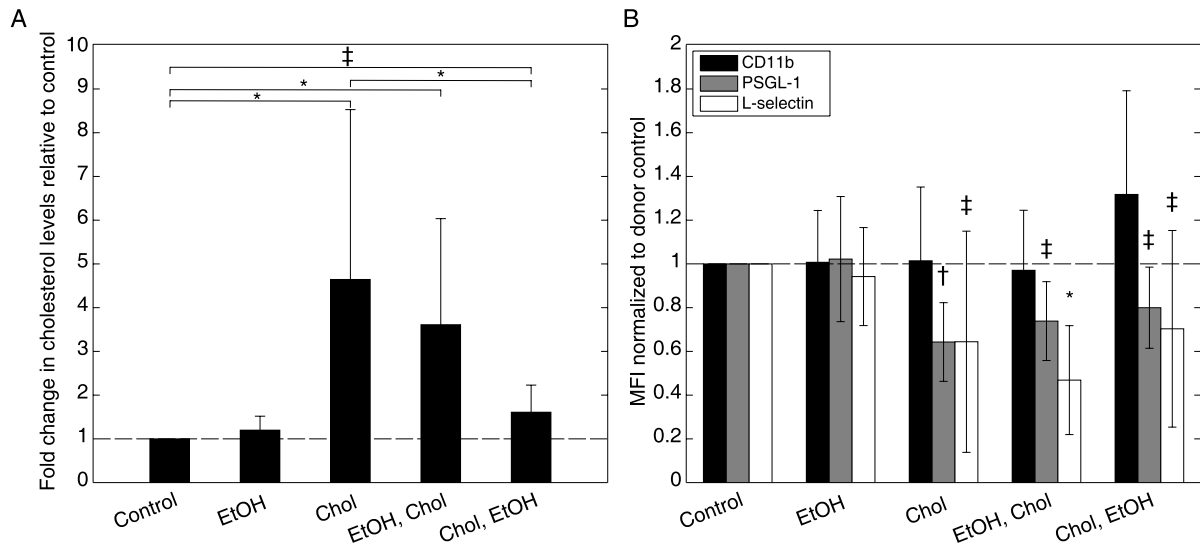 A
Fold change in cholesterol levels relative to control
10
9
8
7
6
5
4
3
2
1
0
‡
*
*
*
Control
EtOH
Chol
EtOH, Chol
Chol, EtOH
B
MFI normalized to donor control
2
1.8
1.6
1.4
1.2
1
0.8
0.6
0.4
0.2
0
CD11b
PSGL-1
L-selectin
†
‡
‡
*
‡
‡
Control
EtOH
Chol
EtOH, Chol
Chol, EtOH